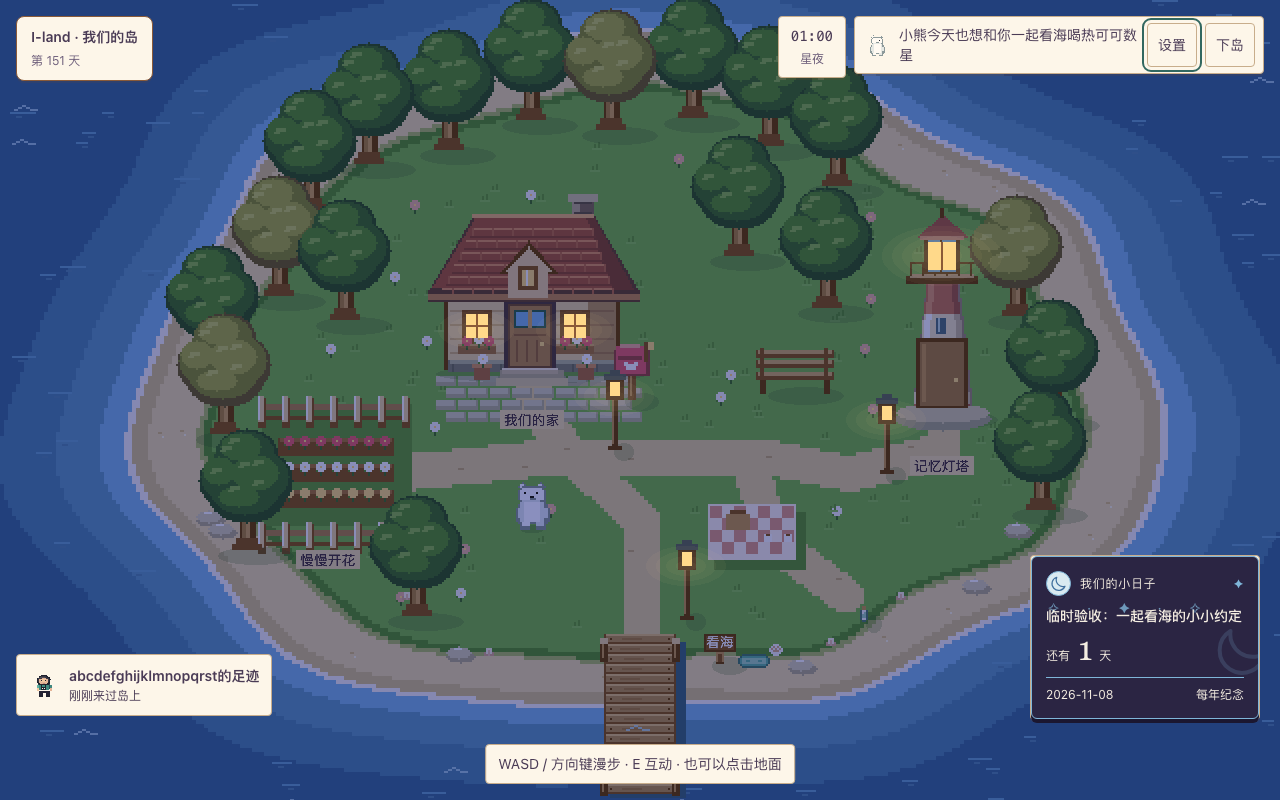 I-land · 我们的岛
第 151 天
01:00
星夜
小熊今天也想和你一起看海喝热可可数
星
设置
下岛
我们的家
记忆灯塔
慢慢开花
看海
我们的小日子
临时验收：一起看海的小小约定
还有 1 天
2026-11-08
每年纪念
abcdefghijklmnopqrst的足迹
刚刚来过岛上
WASD / 方向键漫步 · E 互动 · 也可以点击地面